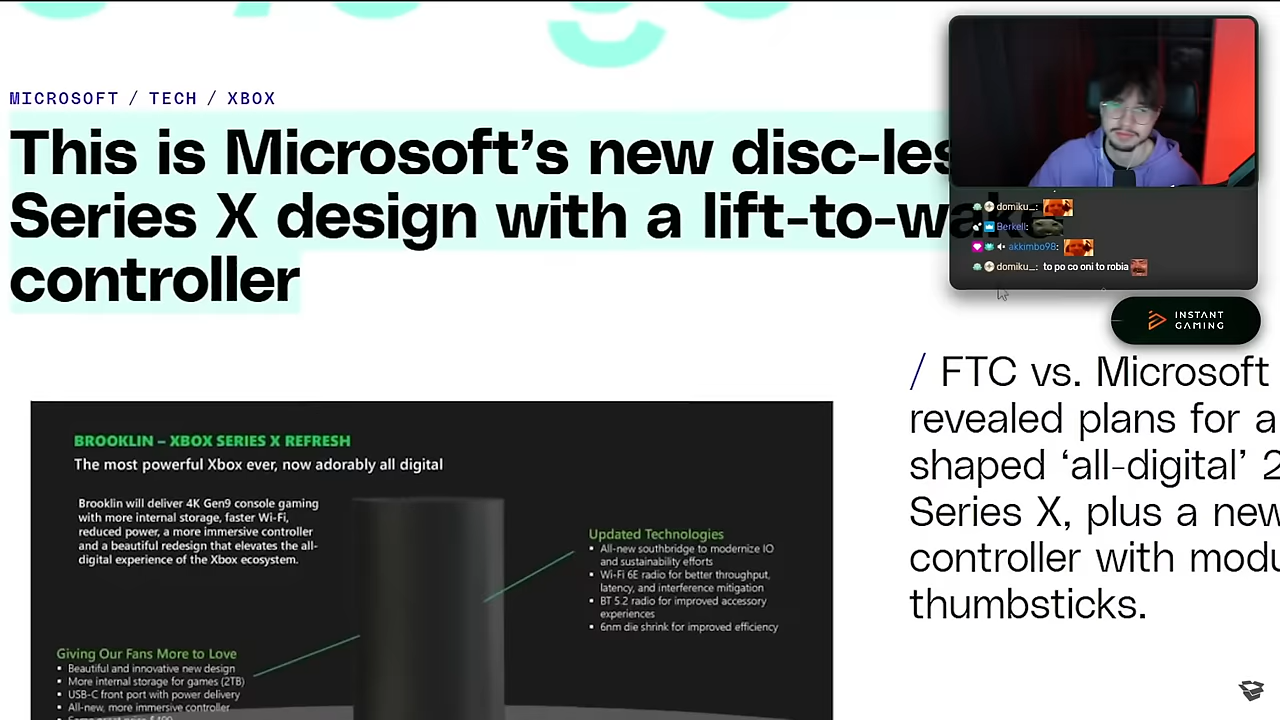 MICROSOFT / TECH / XBOX
This is Microsoft's new disc-les
Series X design with a lift-to-wake
controller
domiku_:
Berkell:
akkimbo98:
domiku_: to po co oni to robia
INSTANT
GAMING
/ FTC vs. Microsoft
revealed plans for a
shaped ‘all-digital’ 2
Series X, plus a new
controller with modu
thumbsticks.
BROOKLIN – XBOX SERIES X REFRESH
The most powerful Xbox ever, now adorably all digital
Brooklin will deliver 4K Gen9 console gaming
with more internal storage, faster Wi-Fi,
reduced power, a more immersive controller
and a beautiful redesign that elevates the all-
digital experience of the Xbox ecosystem.
Updated Technologies
▪ All-new southbridge to modernize IO
and sustainability efforts
▪ Wi-Fi 6E radio for better throughput,
latency, and interference mitigation
▪ BT 5.2 radio for improved accessory
experiences
▪ 6nm die shrink for improved efficiency
Giving Our Fans More to Love
▪ Beautiful and innovative new design
▪ More internal storage for games (2TB)
▪ USB-C front port with power delivery
▪ All-new, more immersive controller